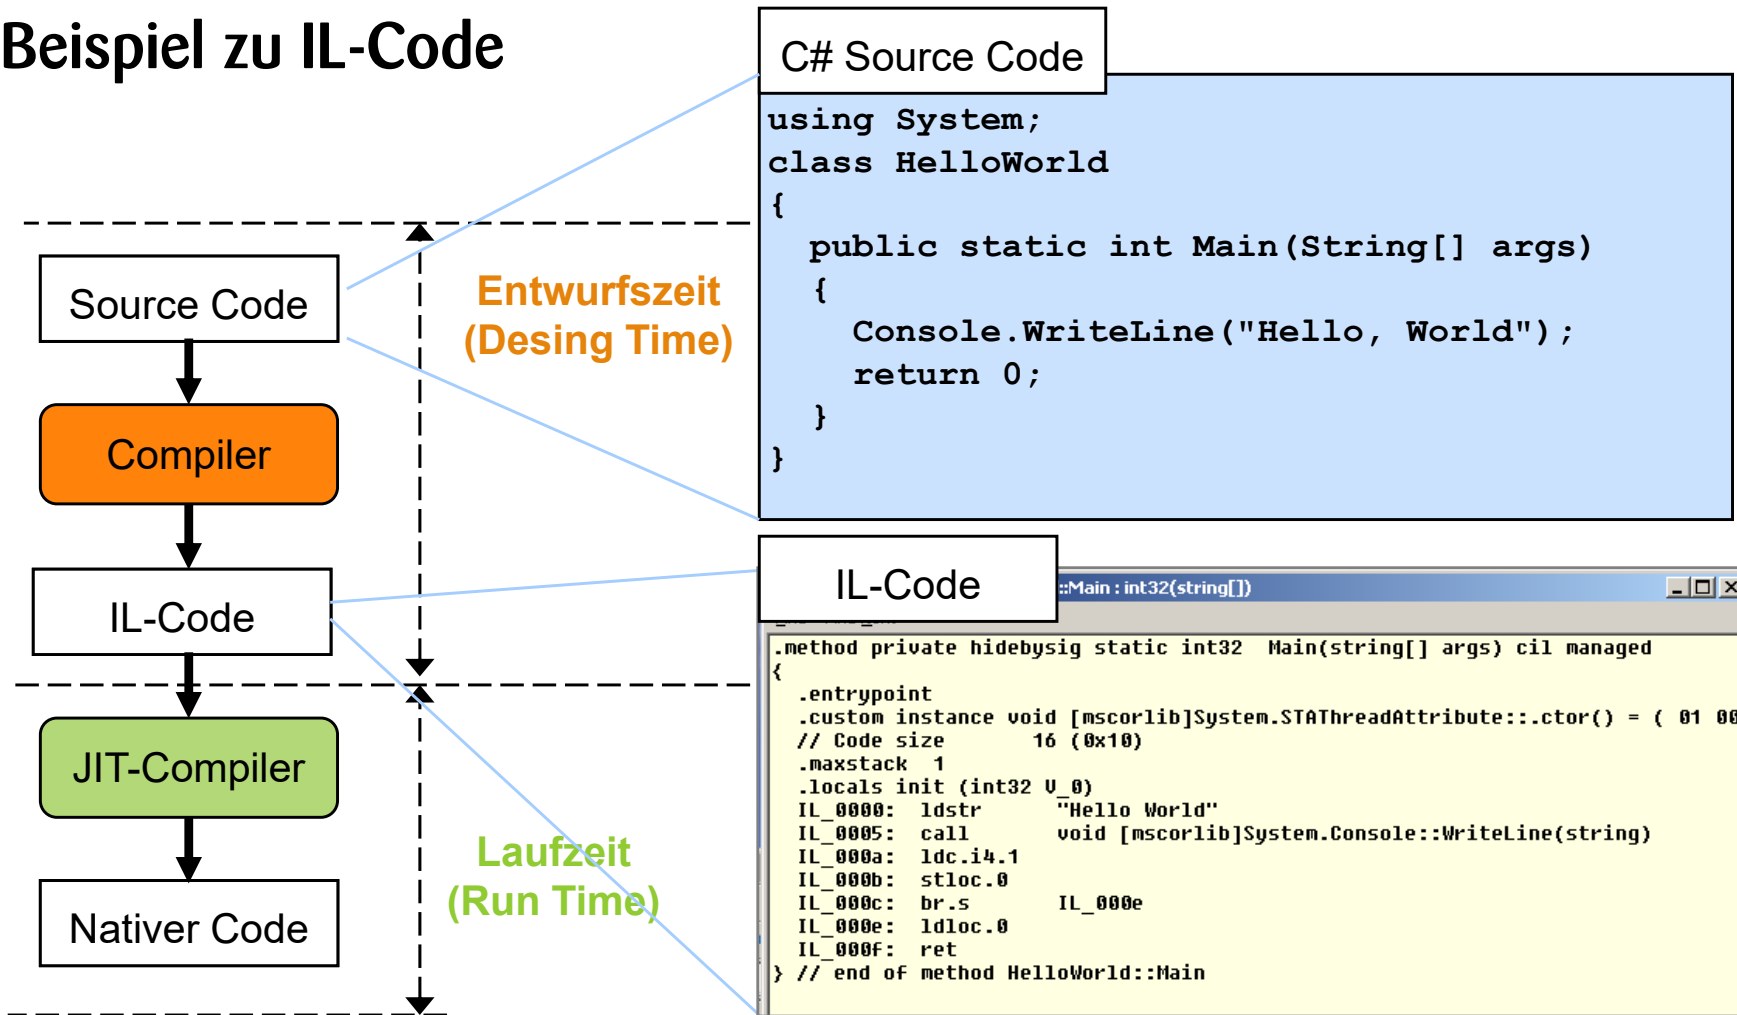 Beispiel zu IL-Code
Source Code
Compiler
IL-Code
JIT-Compiler
Nativer Code
Entwurfszeit
(Desing Time)
Laufzeit
(Run Time)
C# Source Code
using System;
class HelloWorld
{
public static int Main(String[] args)
{
Console.WriteLine("Hello, World");
return 0;
}
}
IL-Code
::Main : int32(string[])
.method private hidebysig static int32  Main(string[] args) cil managed
{
.entrypoint
.custom instance void [mscorlib]System.STAThreadAttribute::.ctor() = ( 01 00
// Code size       16 (0x10)
.maxstack  1
.locals init (int32 V_0)
IL_0000:  ldstr      "Hello World"
IL_0005:  call       void [mscorlib]System.Console::WriteLine(string)
IL_000a:  ldc.i4.1
IL_000b:  stloc.0
IL_000c:  br.s       IL_000e
IL_000e:  ldloc.0
IL_000f:  ret
} // end of method HelloWorld::Main